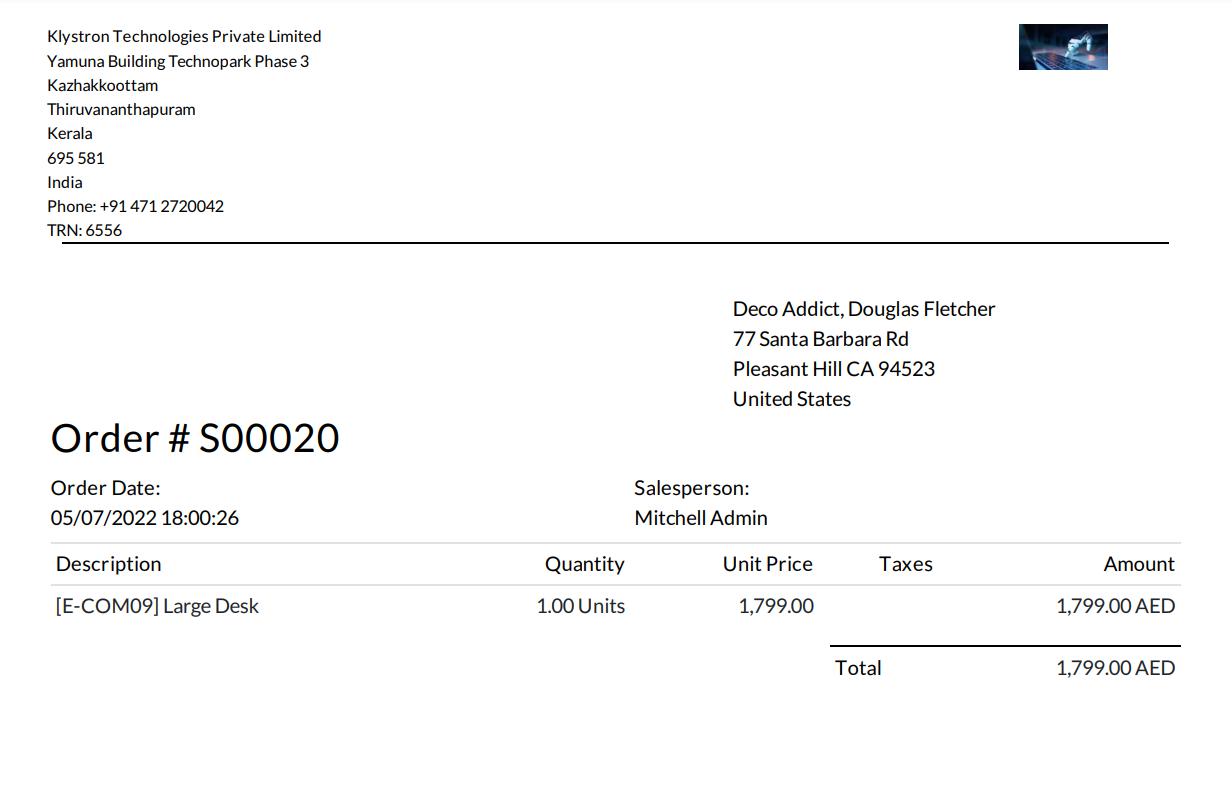 Klystron Technologies Private Limited
Yamuna Building Technopark Phase 3
Kazhakkoottam
Thiruvananthapuram
Kerala
695 581
India
Phone: +91 471 2720042
TRN: 6556
Deco Addict, Douglas Fletcher
77 Santa Barbara Rd
Pleasant Hill CA 94523
United States
Order # S00020
Order Date: Salesperson:
05/07/2022 18:00:26 Mitchell Admin
Description Quantity Unit Price Taxes Amount
[E-COM09] Large Desk 1.00 Units 1,799.00 1,799.00 AED
Total 1,799.00 AED